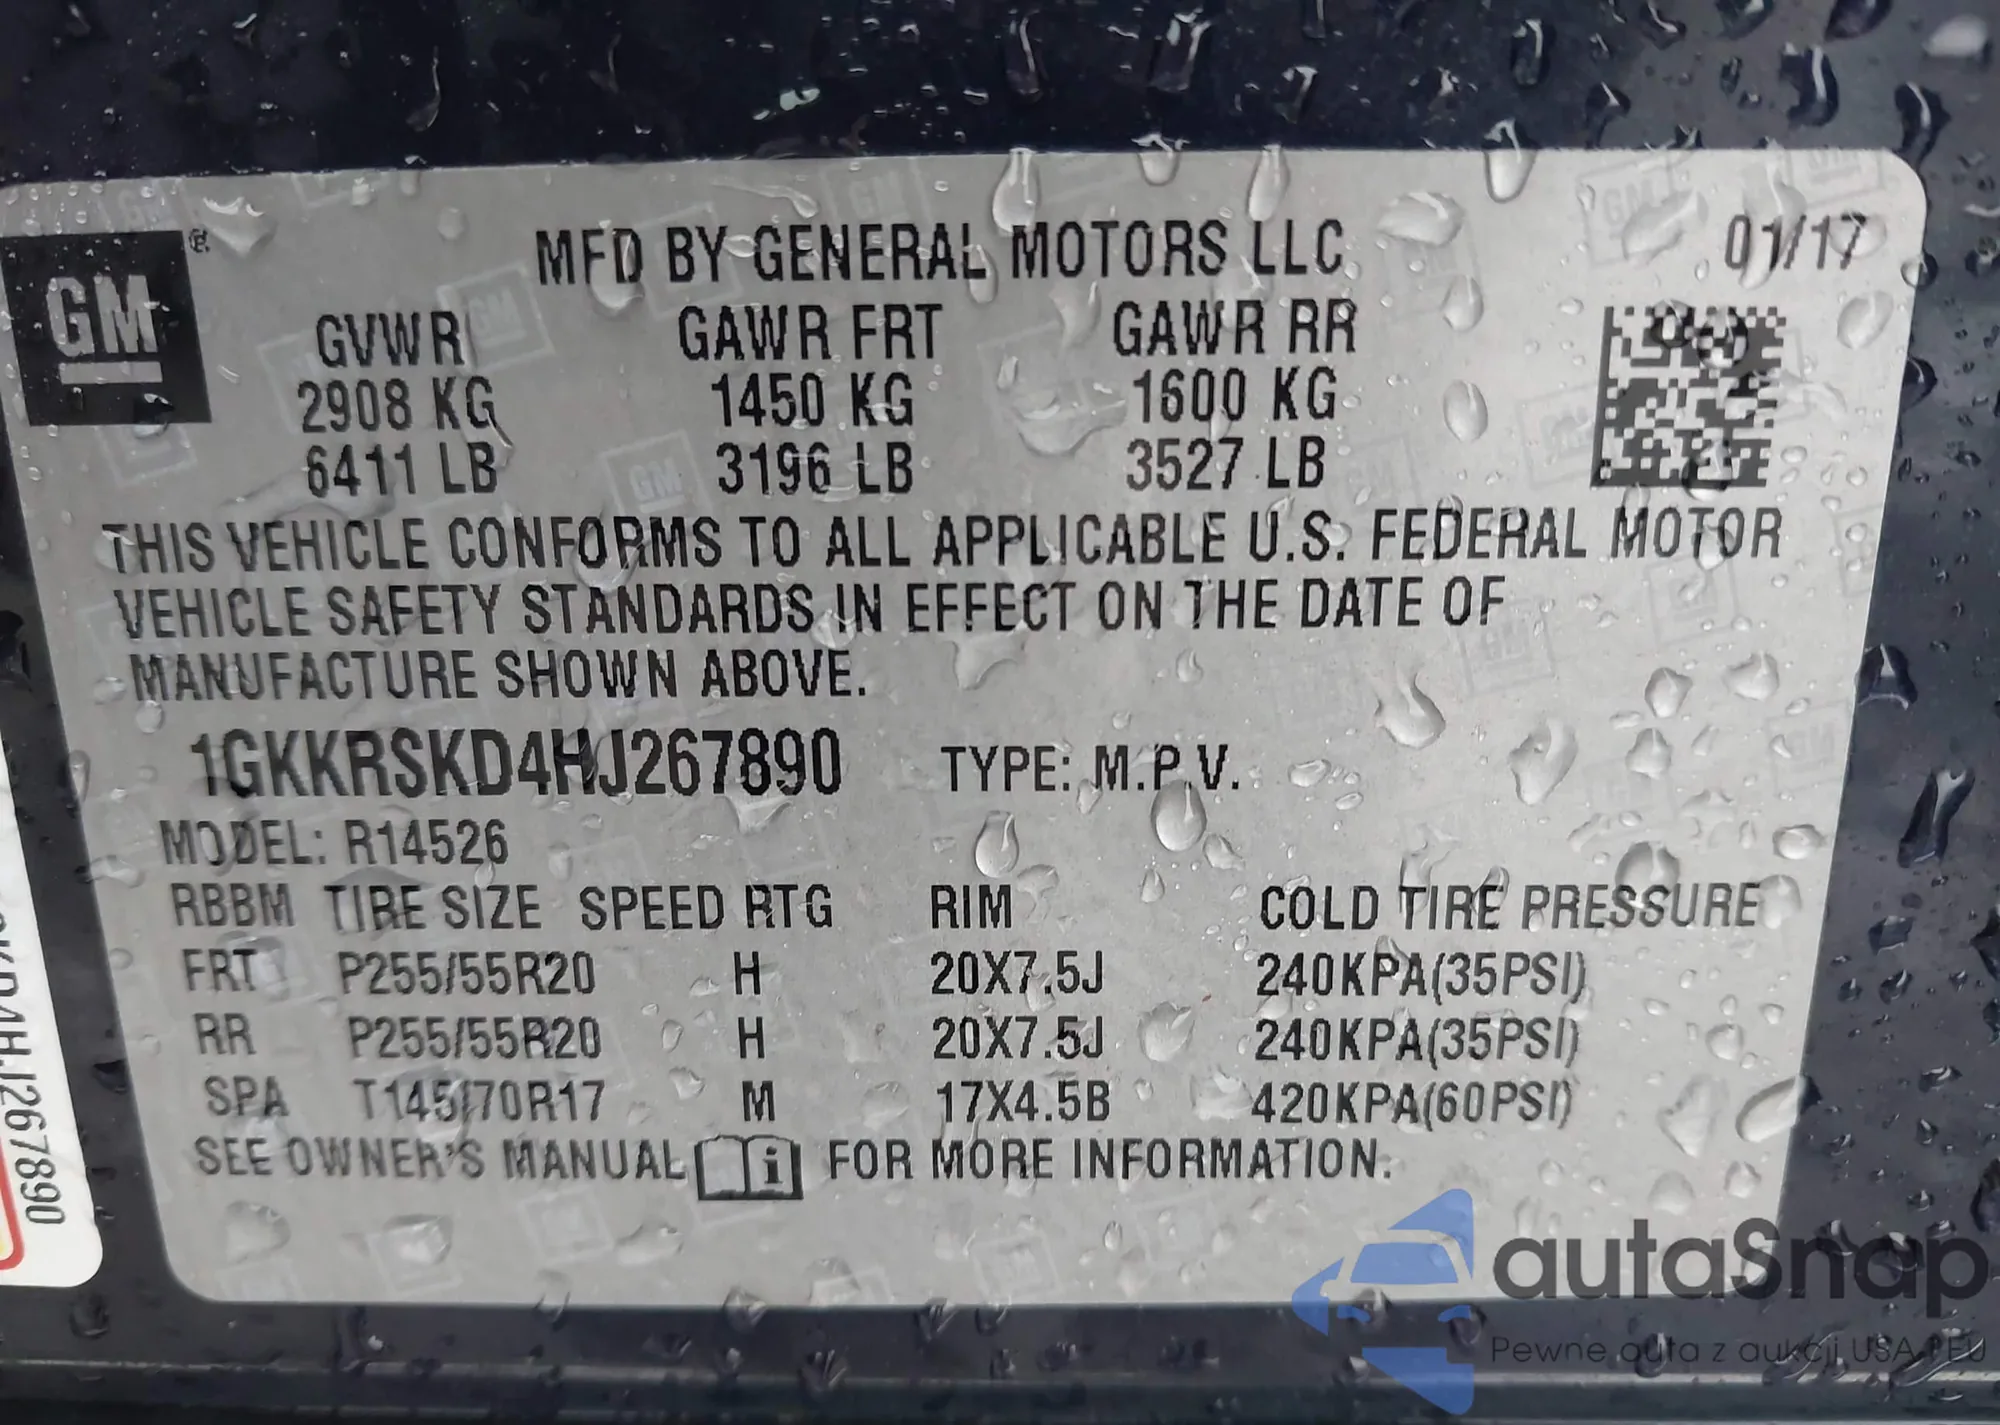 GM ®
MFD BY GENERAL MOTORS LLC 01/17
GVWR GAWR FRT GAWR RR
2908 KG 1450 KG 1600 KG
6411 LB 3196 LB 3527 LB
THIS VEHICLE CONFORMS TO ALL APPLICABLE U.S. FEDERAL MOTOR
VEHICLE SAFETY STANDARDS IN EFFECT ON THE DATE OF
MANUFACTURE SHOWN ABOVE.
1GKKRSKD4HJ267890 TYPE: M.P.V.
MODEL: R14526
RBBM TIRE SIZE SPEED RTG RIM COLD TIRE PRESSURE
FRT P255/55R20 H 20X7.5J 240KPA(35PSI)
RR P255/55R20 H 20X7.5J 240KPA(35PSI)
SPA T145/70R17 M 17X4.5B 420KPA(60PSI)
SEE OWNER'S MANUAL i FOR MORE INFORMATION.
autaSnap
Pewne auta z aukcji USA i EU